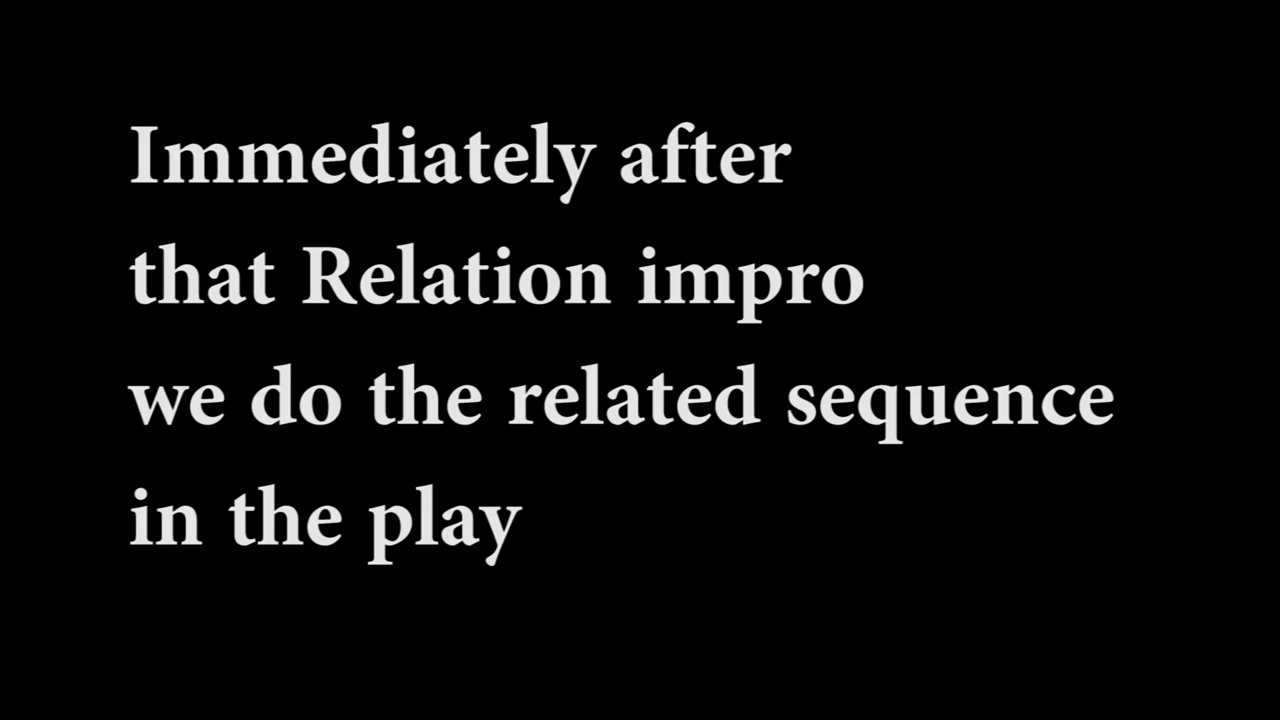 Immediately after
that Relation impro
we do the related sequence
in the play